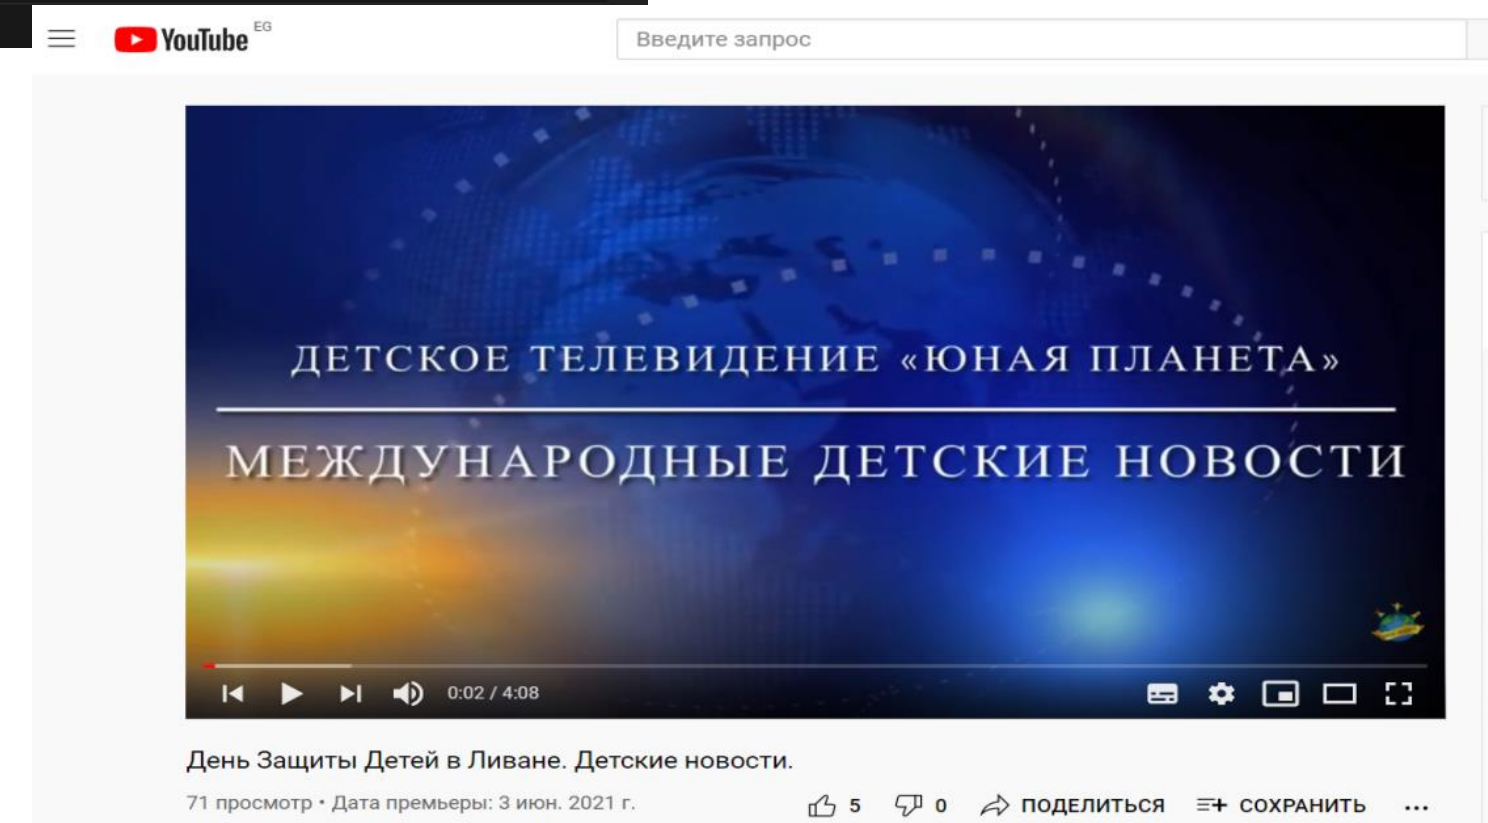 YouTube EG
Введите запрос
ДЕТСКОЕ ТЕЛЕВИДЕНИЕ «ЮНАЯ ПЛАНЕТА»
МЕЖДУНАРОДНЫЕ ДЕТСКИЕ НОВОСТИ
0:02 / 4:08
День Защиты Детей в Ливане. Детские новости.
71 просмотр • Дата премьеры: 3 июн. 2021 г.
5 0 ПОДЕЛИТЬСЯ СОХРАНИТЬ ...